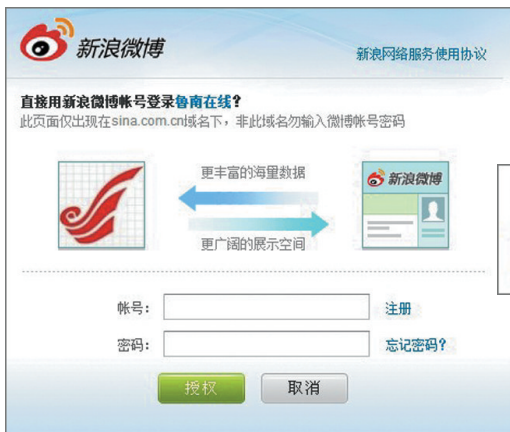 新浪微博
新浪网络服务使用协议
直接用新浪微博帐号登录鲁南在线?
此页面仅出现在sina.com.cn域名下，非此域名勿输入微博帐号密码
更丰富的海量数据
新浪微博
更广阔的展示空间
帐号: 注册
密码: 忘记密码?
授权 取消